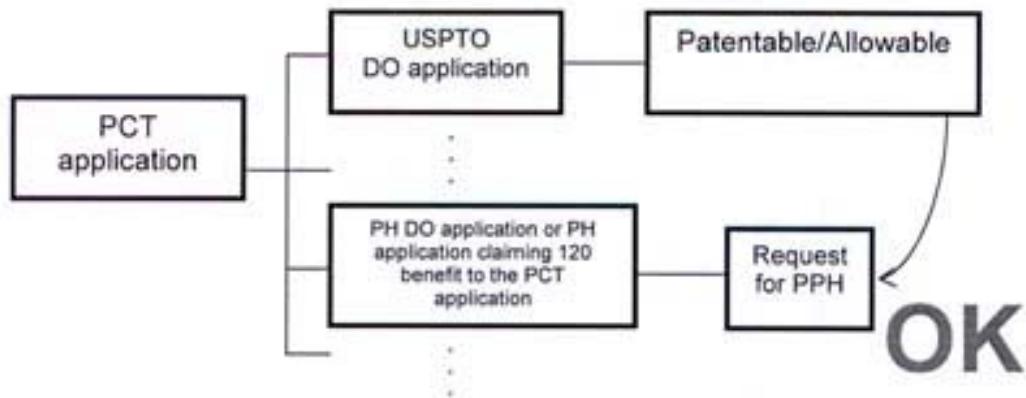 USPTO
DO application
Patentable/Allowable
PCT
application
PH DO application or PH
application claiming 120
benefit to the PCT
application
Request
for PPH
OK